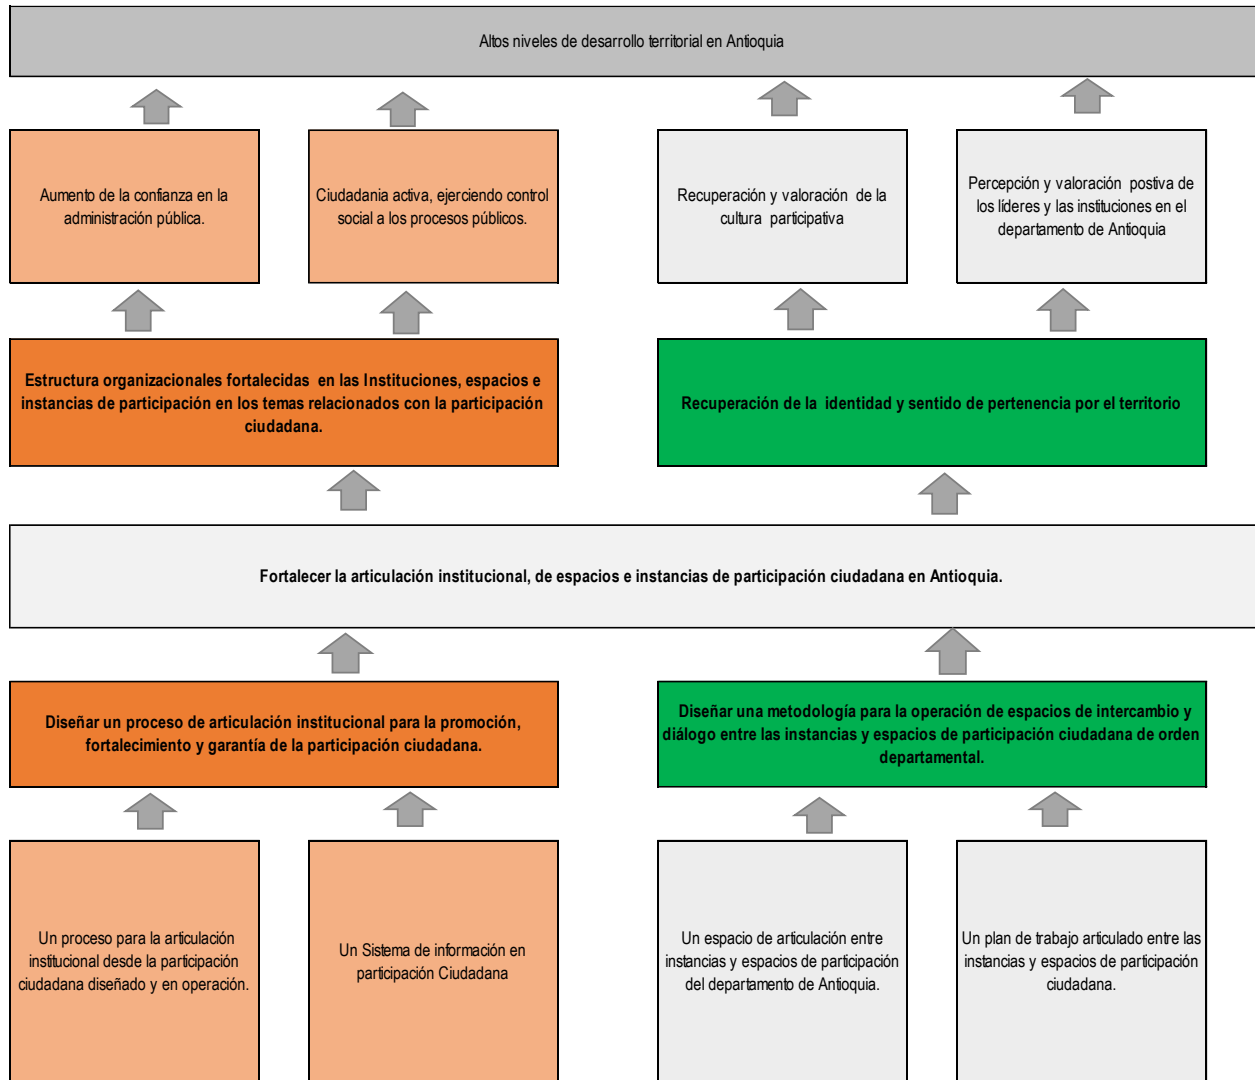 Altos niveles de desarrollo territorial en Antioquia
Aumento de la confianza en la
administración pública.
Ciudadania activa, ejerciendo control
social a los procesos públicos.
Recuperación y valoración de la
cultura participativa
Percepción y valoración postiva de
los líderes y las instituciones en el
departamento de Antioquia
Estructura organizacionales fortalecidas en las Instituciones, espacios e
instancias de participación en los temas relacionados con la participación
ciudadana.
Recuperación de la identidad y sentido de pertenencia por el territorio
Fortalecer la articulación institucional, de espacios e instancias de participación ciudadana en Antioquia.
Diseñar un proceso de articulación institucional para la promoción,
fortalecimiento y garantía de la participación ciudadana.
Diseñar una metodología para la operación de espacios de intercambio y
diálogo entre las instancias y espacios de participación ciudadana de orden
departamental.
Un proceso para la articulación
institucional desde la participación
ciudadana diseñado y en operación.
Un Sistema de información en
participación Ciudadana
Un espacio de articulación entre
instancias y espacios de participación
del departamento de Antioquia.
Un plan de trabajo articulado entre las
instancias y espacios de participación
ciudadana.